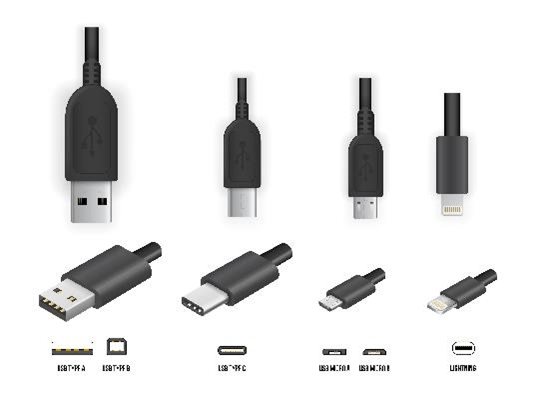 USB TYPE A
USB TYPE B
USB TYPE C
USB MICRO A
USB MICRO B
LIGHTNING